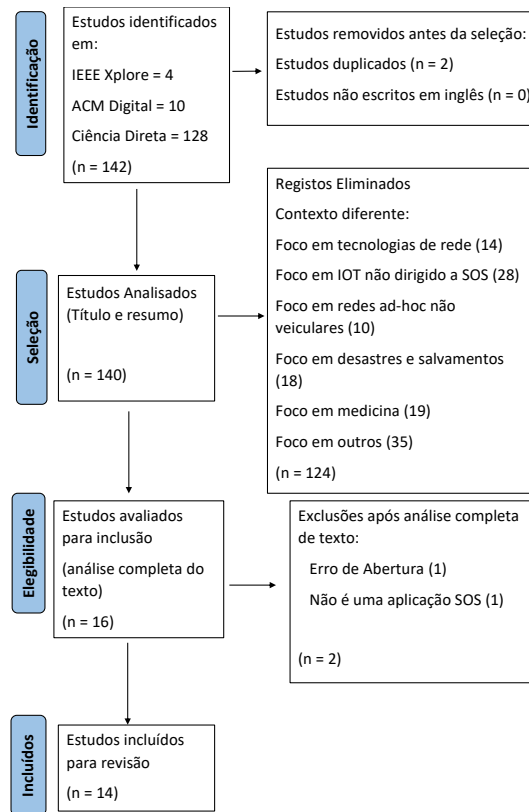 Identificação
Estudos identificados
em:
IEEE Xplore = 4
ACM Digital = 10
Ciência Direta = 128
(n = 142)
Estudos removidos antes da seleção:
Estudos duplicados (n = 2)
Estudos não escritos em inglês (n = 0)
Seleção
Estudos Analisados
(Título e resumo)
(n = 140)
Registos Eliminados
Contexto diferente:
Foco em tecnologias de rede (14)
Foco em IOT não dirigido a SOS (28)
Foco em redes ad-hoc não
veiculares (10)
Foco em desastres e salvamentos
(18)
Foco em medicina (19)
Foco em outros (35)
(n = 124)
Elegibilidade
Estudos avaliados
para inclusão
(análise completa do
texto)
(n = 16)
Exclusões após análise completa
de texto:
Erro de Abertura (1)
Não é uma aplicação SOS (1)
(n = 2)
Incluídos
Estudos incluídos
para revisão
(n = 14)